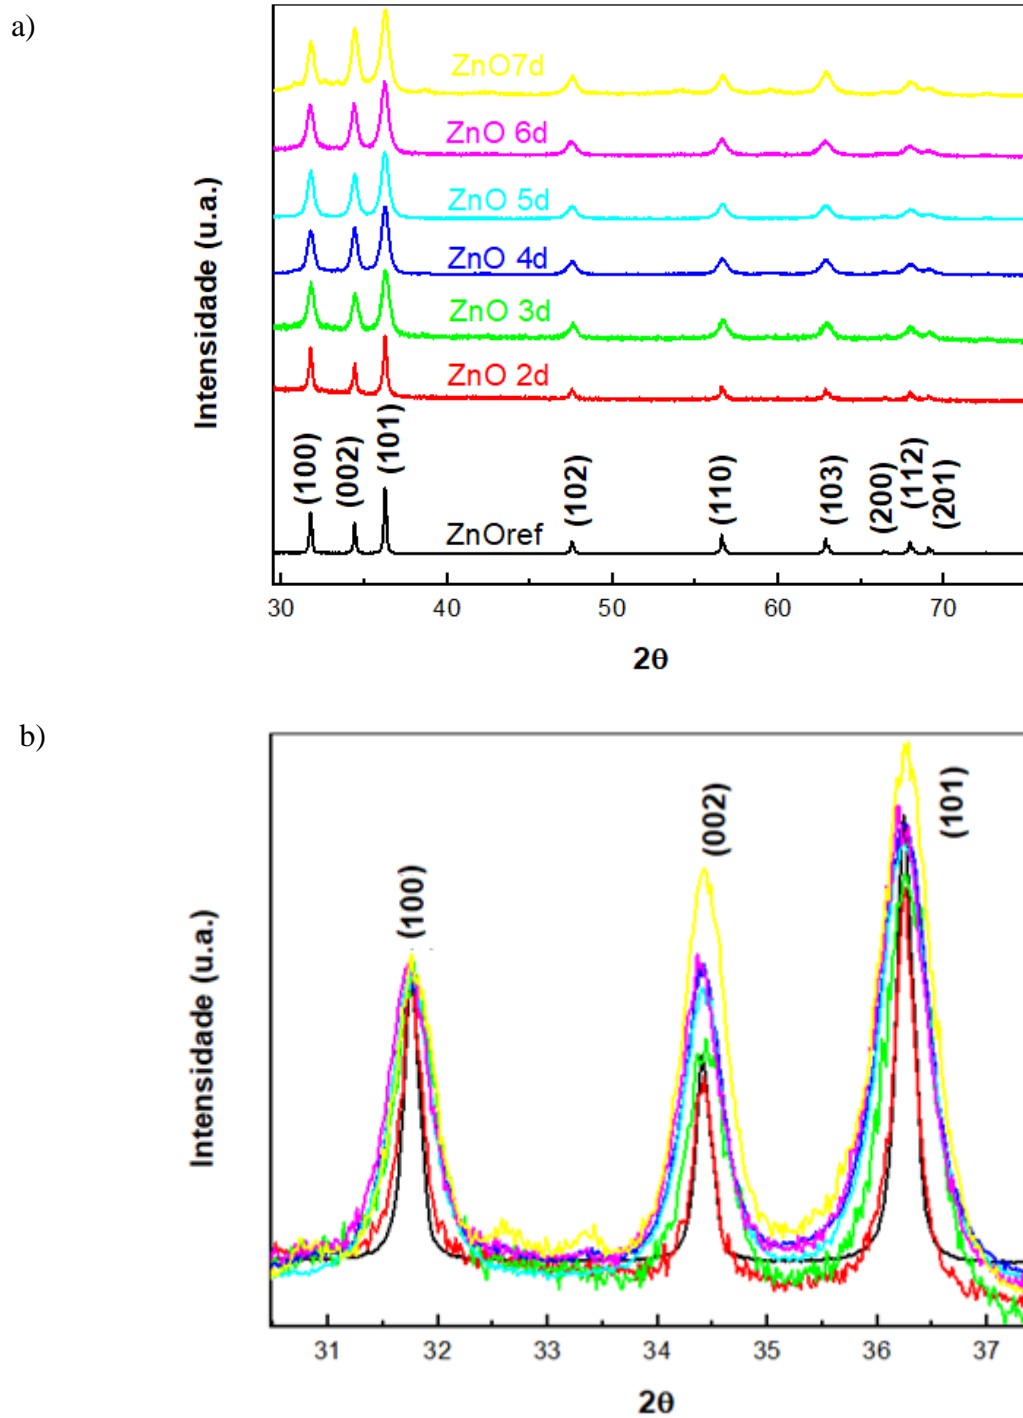 a)
ZnO7d
ZnO 6d
ZnO 5d
ZnO 4d
ZnO 3d
ZnO 2d
ZnOref
(100)
(002)
(101)
(102)
(110)
(103)
(200)
(112)
(201)
Intensidade (u.a.)
30 40 50 60 70
2θ
b)
(100)
(002)
(101)
Intensidade (u.a.)
31 32 33 34 35 36 37
2θ